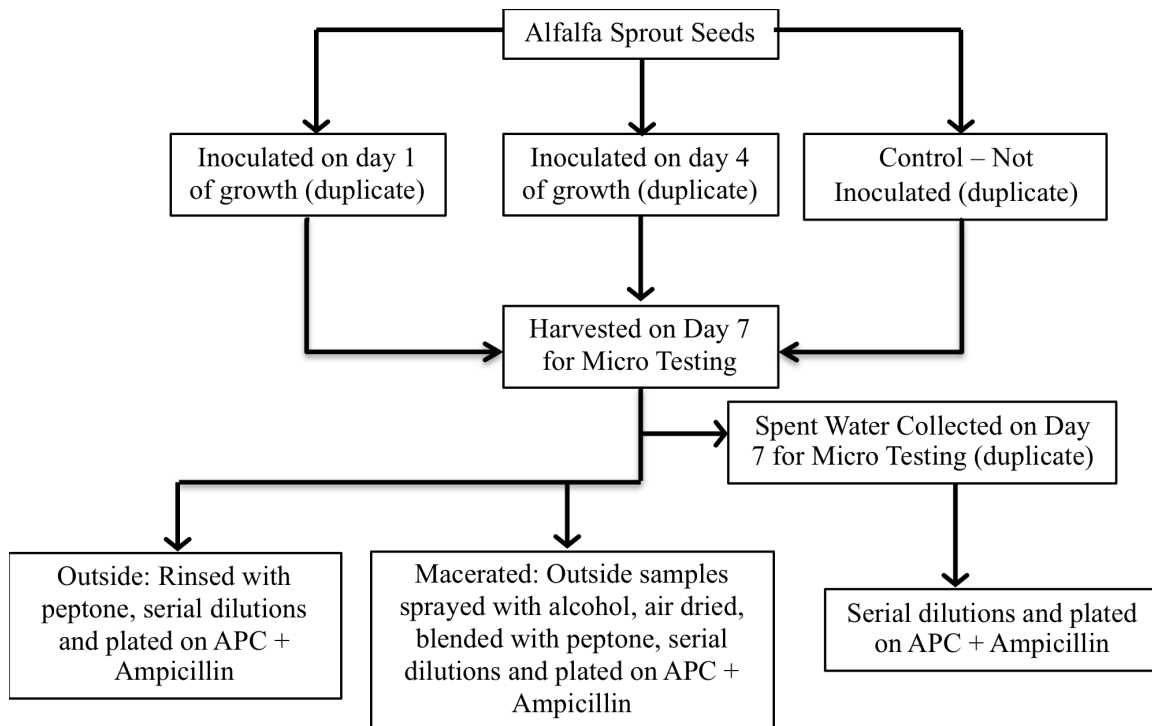 Alfalfa Sprout Seeds
Inoculated on day 1
of growth (duplicate)
Inoculated on day 4
of growth (duplicate)
Control – Not
Inoculated (duplicate)
Harvested on Day 7
for Micro Testing
Spent Water Collected on Day
7 for Micro Testing (duplicate)
Outside: Rinsed with
peptone, serial dilutions
and plated on APC +
Ampicillin
Macerated: Outside samples
sprayed with alcohol, air dried,
blended with peptone, serial
dilutions and plated on APC +
Ampicillin
Serial dilutions and plated
on APC + Ampicillin